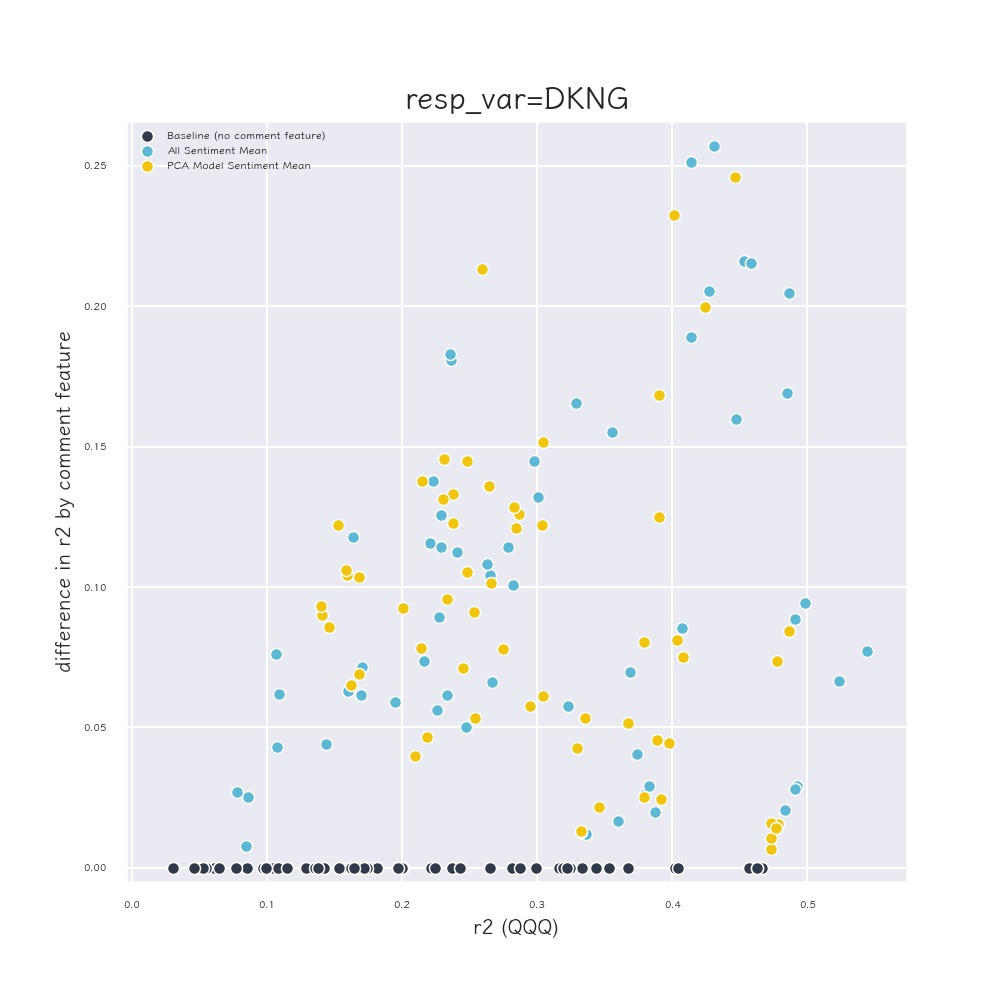 resp_var=DKNG
Baseline (no comment feature)
All Sentiment Mean
PCA Model Sentiment Mean
0.25
0.20
0.15
0.10
0.05
0.00
difference in r2 by comment feature
0.0 0.1 0.2 0.3 0.4 0.5
r2 (QQQ)